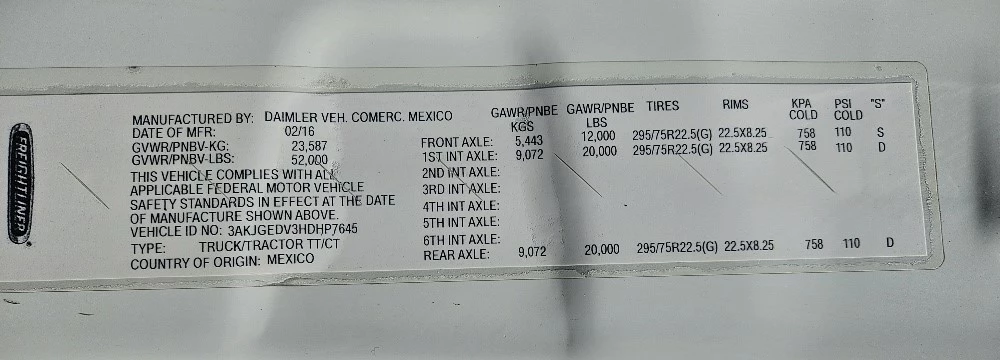 FREIGHTLINER®
MANUFACTURED BY: DAIMLER VEH. COMERC. MEXICO
DATE OF MFR: 02/16
GVWR/PNBV-KG: 23,587
GVWR/PNBV-LBS: 52,000
THIS VEHICLE COMPLIES WITH ALL
APPLICABLE FEDERAL MOTOR VEHICLE
SAFETY STANDARDS IN EFFECT AT THE DATE
OF MANUFACTURE SHOWN ABOVE.
VEHICLE ID NO: 3AKJGEDV3HDHP7645
TYPE: TRUCK/TRACTOR TT/CT
COUNTRY OF ORIGIN: MEXICO
GAWR/PNBE GAWR/PNBE TIRES RIMS KPA PSI "S"
KGS LBS COLD COLD
FRONT AXLE: 5,443 12,000 295/75R22.5(G) 22.5X8.25 758 110 S
1ST INT AXLE: 9,072 20,000 295/75R22.5(G) 22.5X8.25 758 110 D
2ND INT AXLE:
3RD INT AXLE:
4TH INT AXLE:
5TH INT AXLE:
6TH INT AXLE:
REAR AXLE: 9,072 20,000 295/75R22.5(G) 22.5X8.25 758 110 D